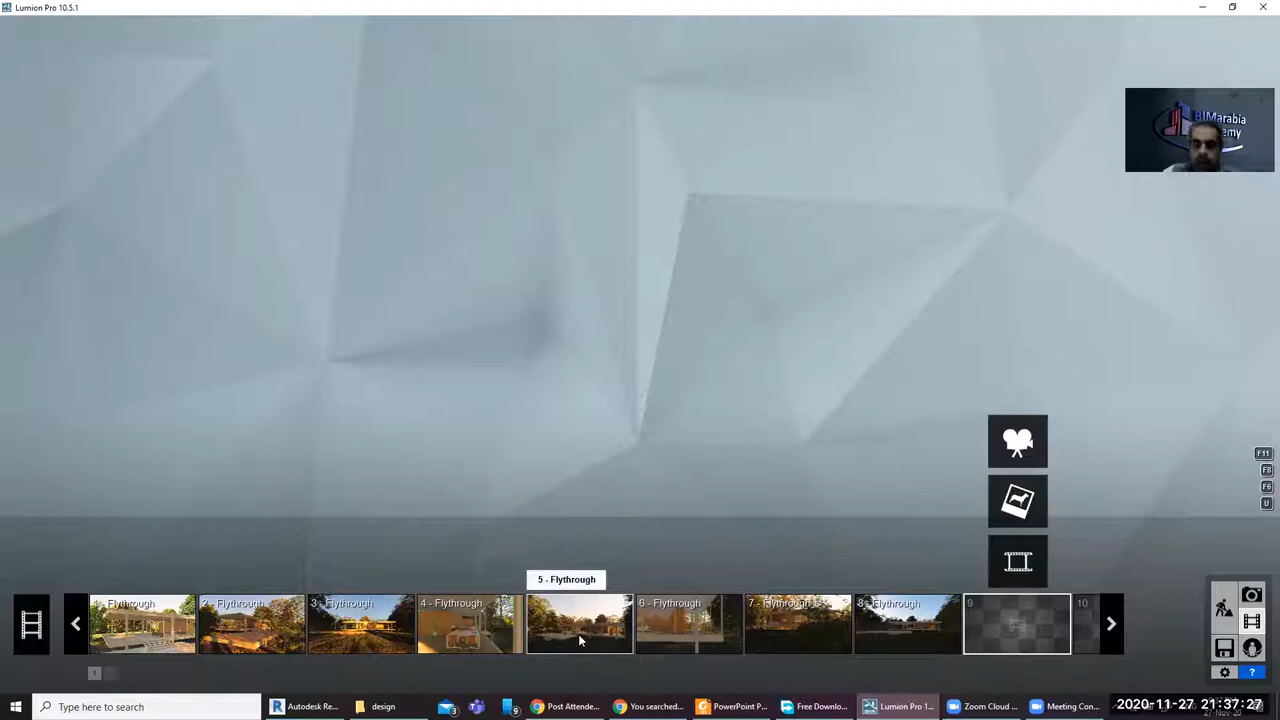 Lumion Pro 10.5.1
BIMarabia
F11
F8
F6
U
5 - Flythrough
Flythrough
2 - Flythrough
3 - Flythrough
4 - Flythrough
6 - Flythrough
7 - Flythrough
8 - Flythrough
9
10
1
?
Type here to search
Autodesk Re...
design
3
9
Post Attende...
You searched...
PowerPoint P...
Free Downlo...
Lumion Pro 1...
Zoom Cloud ...
Meeting Con...
2020-11-27 21:37:27